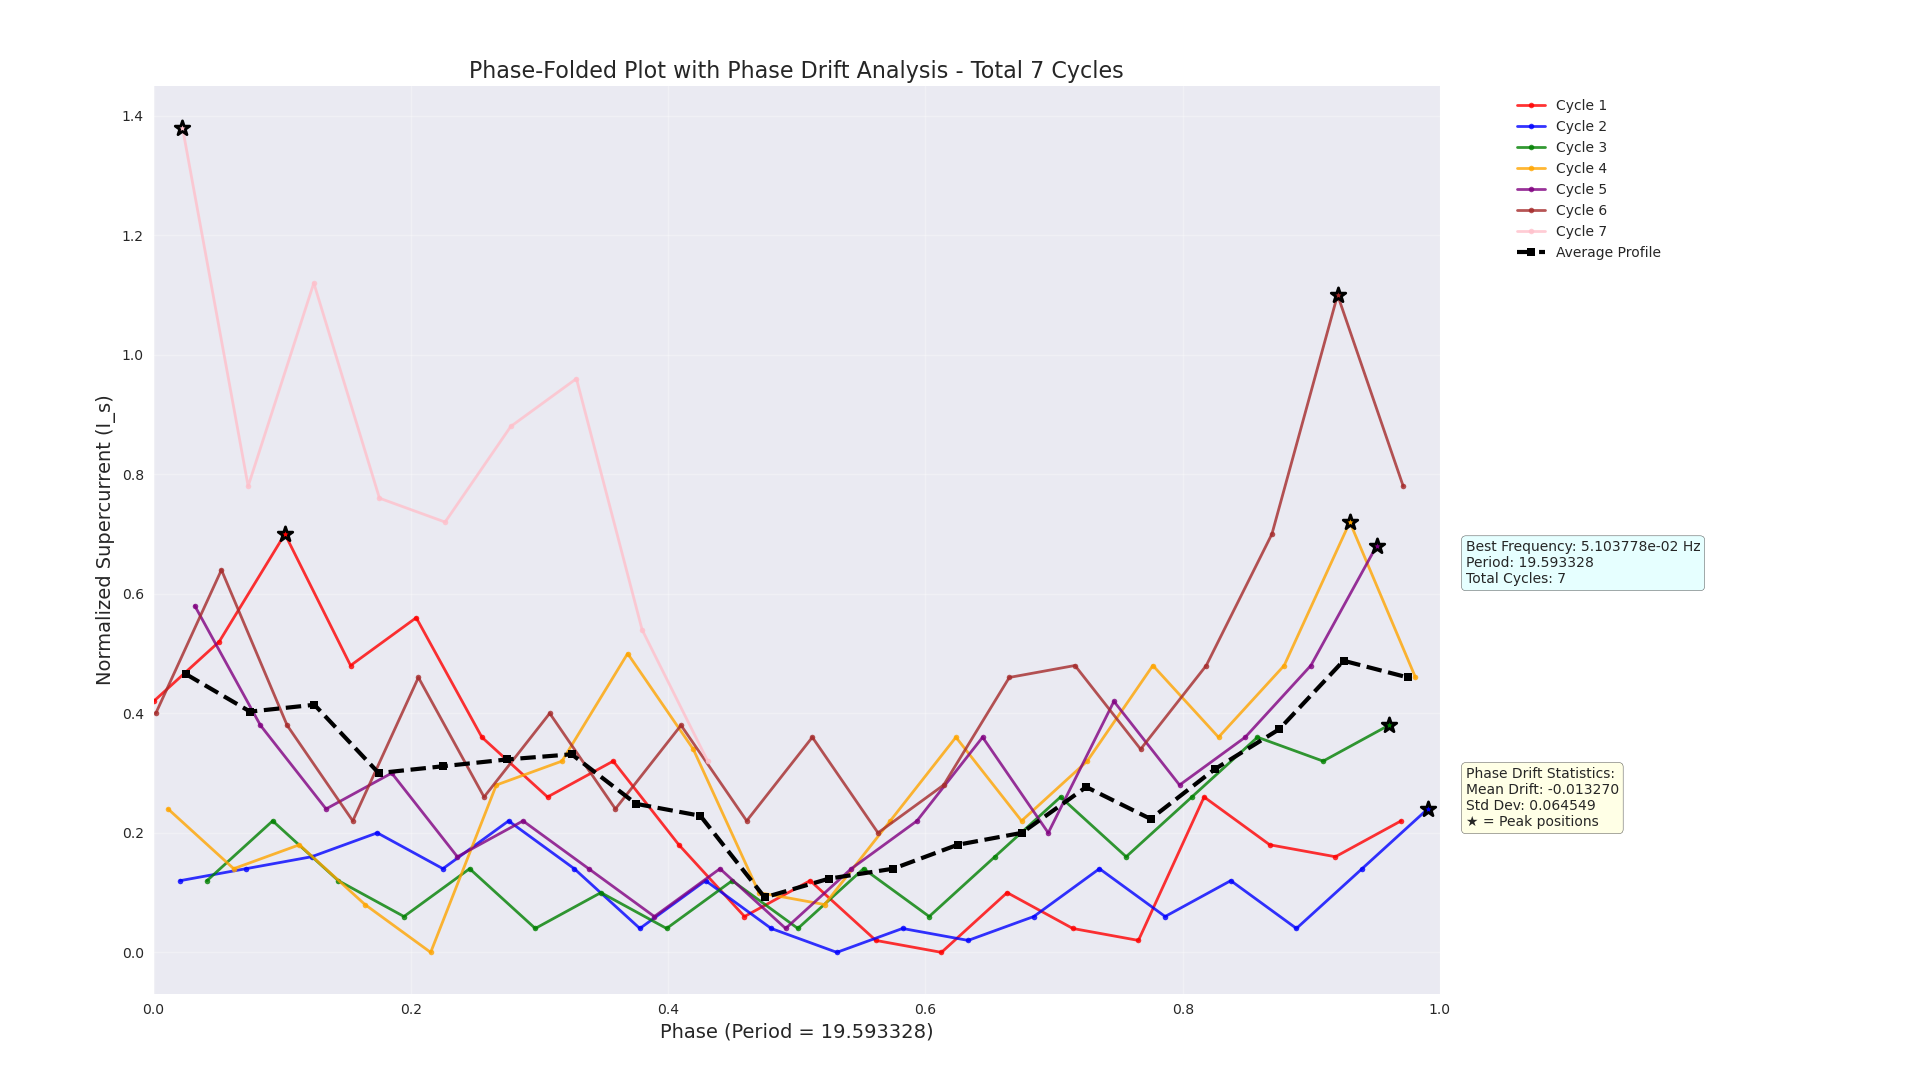 Phase-Folded Plot with Phase Drift Analysis - Total 7 Cycles
Normalized Supercurrent (I_s)
1.4
1.2
1.0
0.8
0.6
0.4
0.2
0.0
0.0 0.2 0.4 0.6 0.8 1.0
Phase (Period = 19.593328)
Cycle 1
Cycle 2
Cycle 3
Cycle 4
Cycle 5
Cycle 6
Cycle 7
Average Profile
Best Frequency: 5.103778e-02 Hz
Period: 19.593328
Total Cycles: 7
Phase Drift Statistics:
Mean Drift: -0.013270
Std Dev: 0.064549
★ = Peak positions